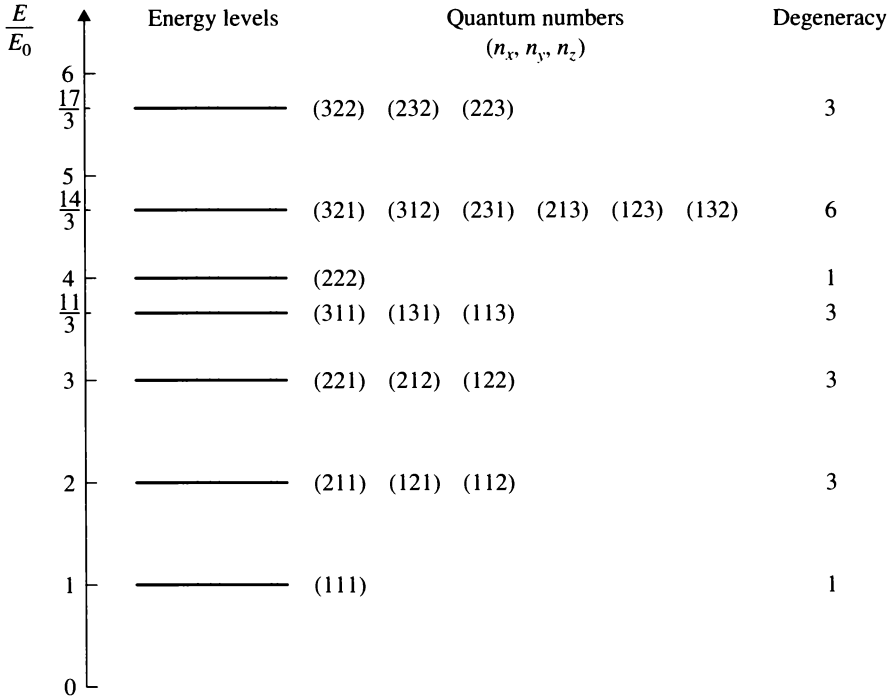 E/E₀ Energy levels Quantum numbers Degeneracy
(nₓ, nᵧ, n_z)
6
17/3 (322) (232) (223) 3
5
14/3 (321) (312) (231) (213) (123) (132) 6
4 (222) 1
11/3 (311) (131) (113) 3
3 (221) (212) (122) 3
2 (211) (121) (112) 3
1 (111) 1
0